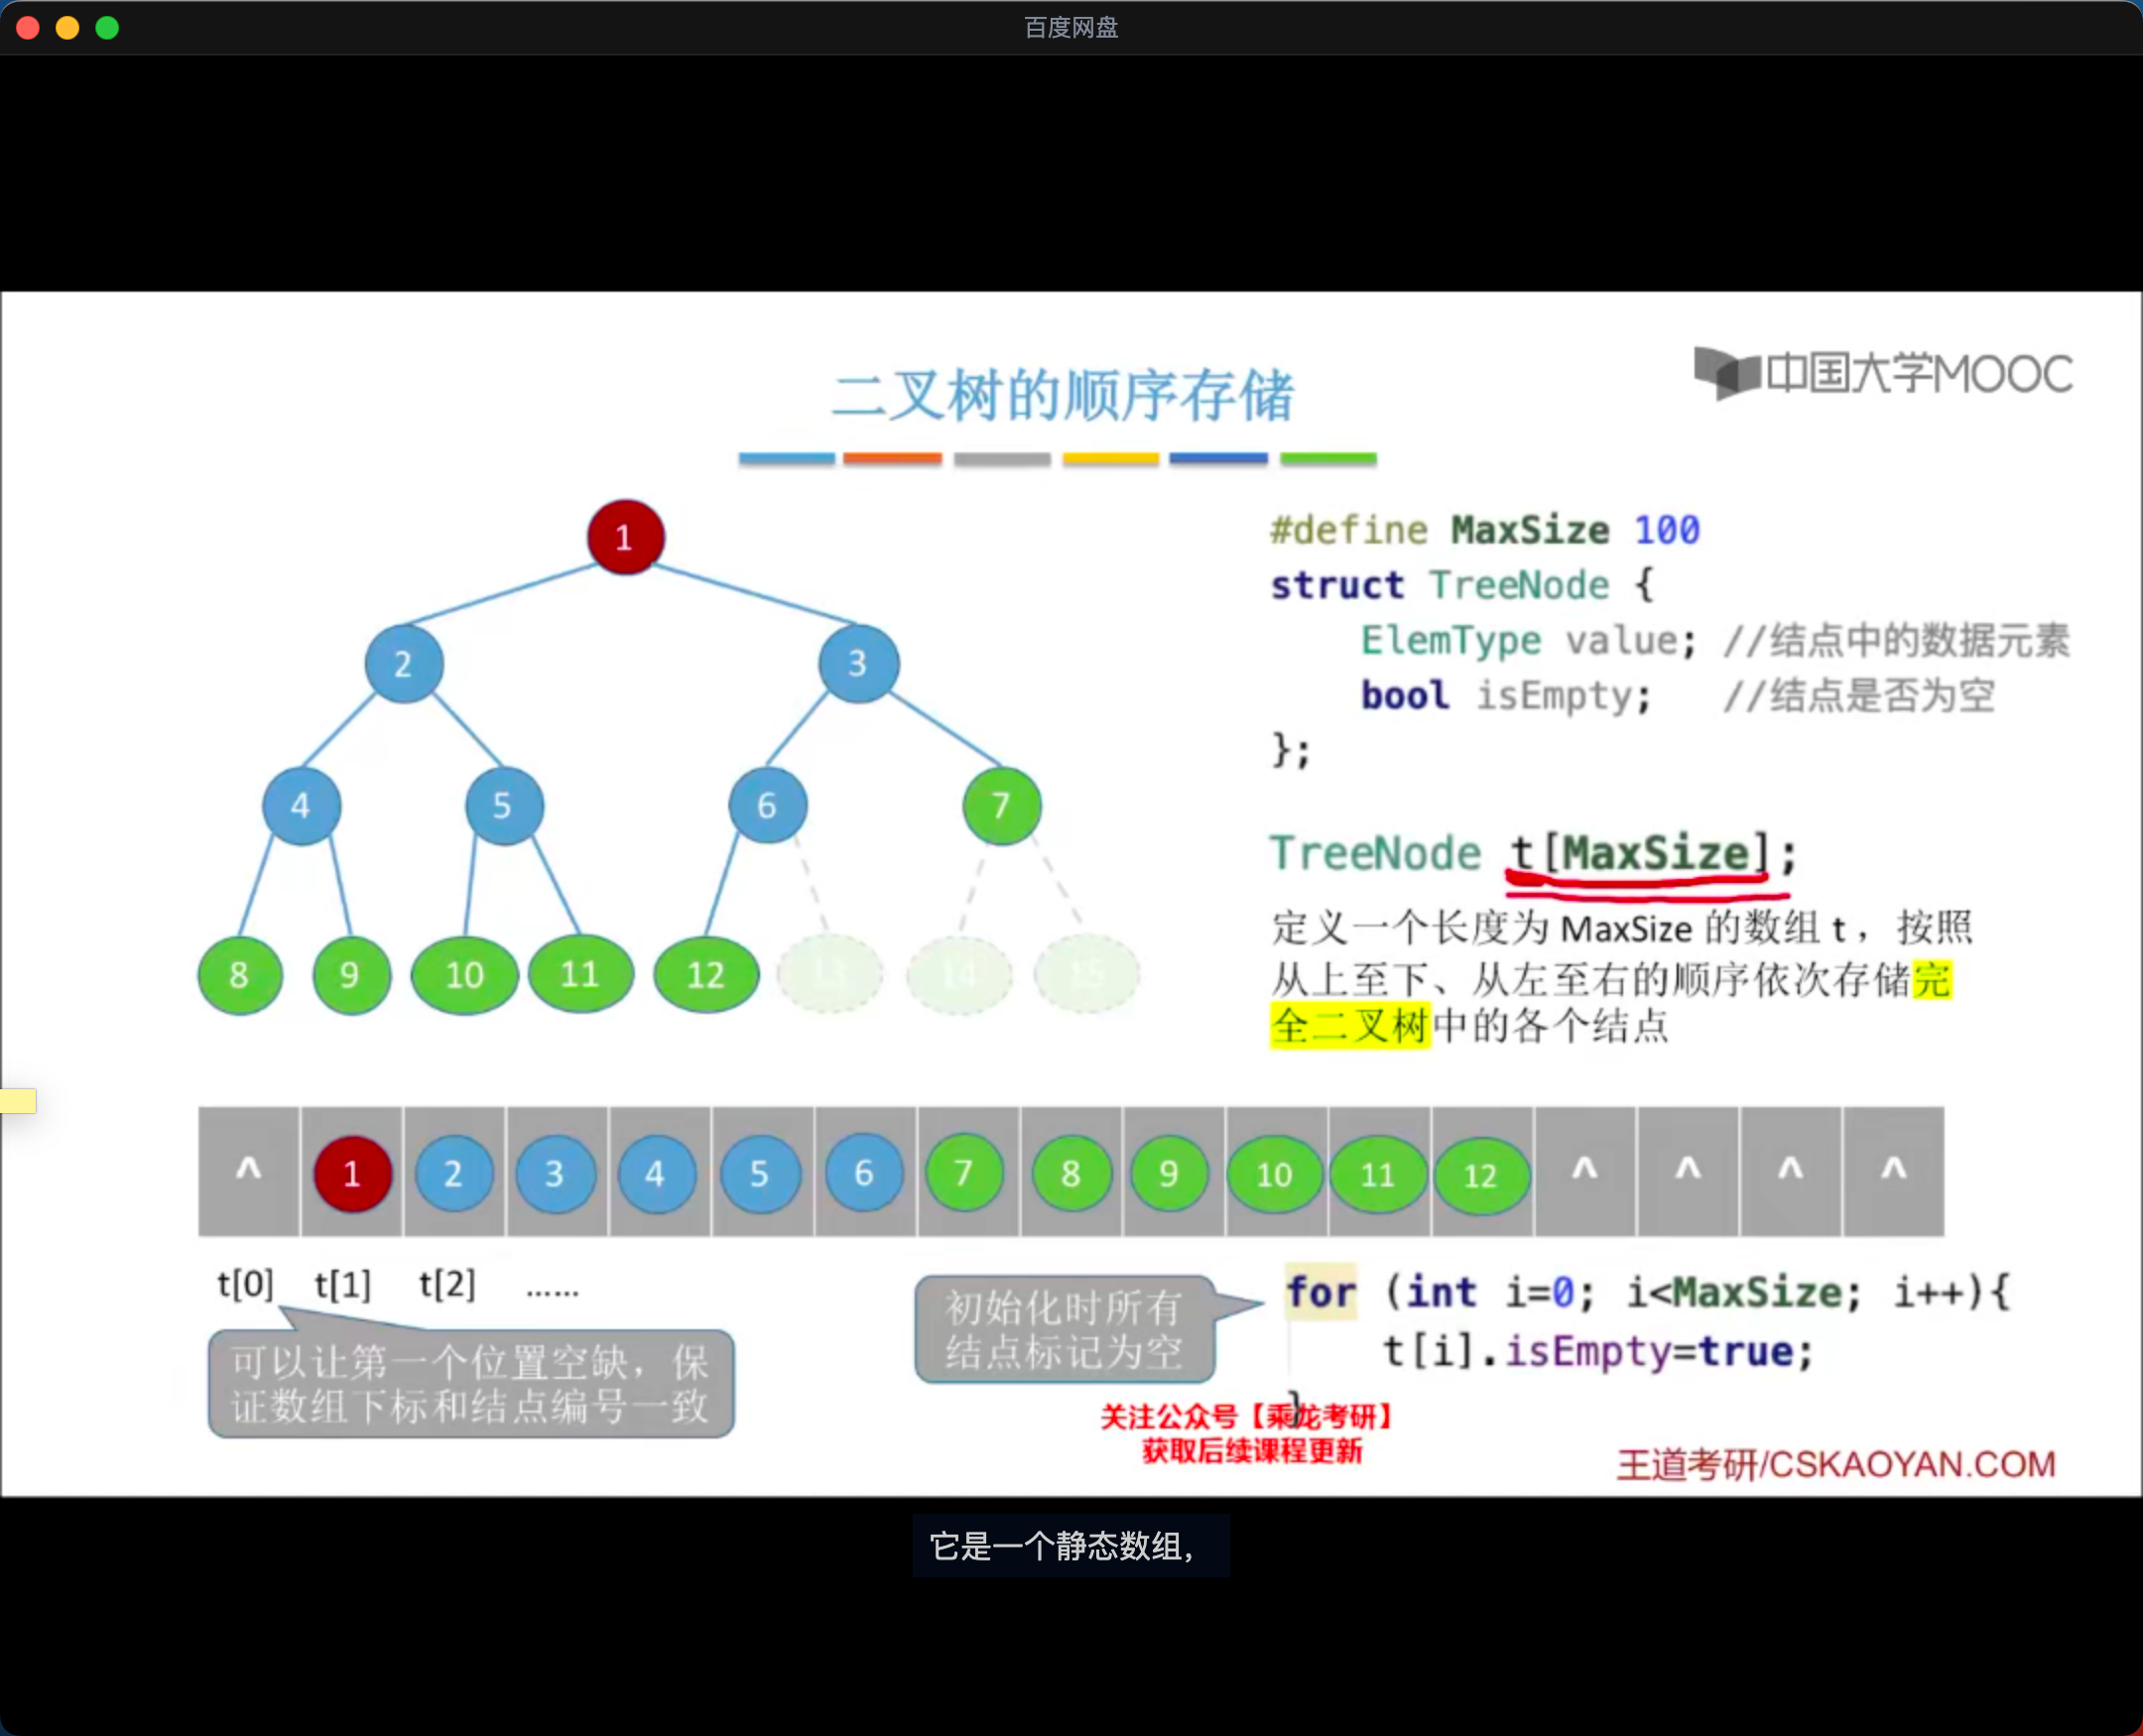 百度网盘
二叉树的顺序存储
中国大学MOOC
1
2
3
4
5
6
7
8
9
10
11
12
13
14
15
#define MaxSize 100
struct TreeNode {
ElemType value; //结点中的数据元素
bool isEmpty; //结点是否为空
};
TreeNode t[MaxSize];
定义一个长度为 MaxSize 的数组 t ，按照
从上至下、从左至右的顺序依次存储完
全二叉树中的各个结点
^ 1 2 3 4 5 6 7 8 9 10 11 12 ^ ^ ^ ^
t[0] t[1] t[2] ......
可以让第一个位置空缺，保
证数组下标和结点编号一致
初始化时所有
结点标记为空
for (int i=0; i<MaxSize; i++){
t[i].isEmpty=true;
}
关注公众号【乘龙考研】
获取后续课程更新
王道考研/CSKAOYAN.COM
它是一个静态数组，